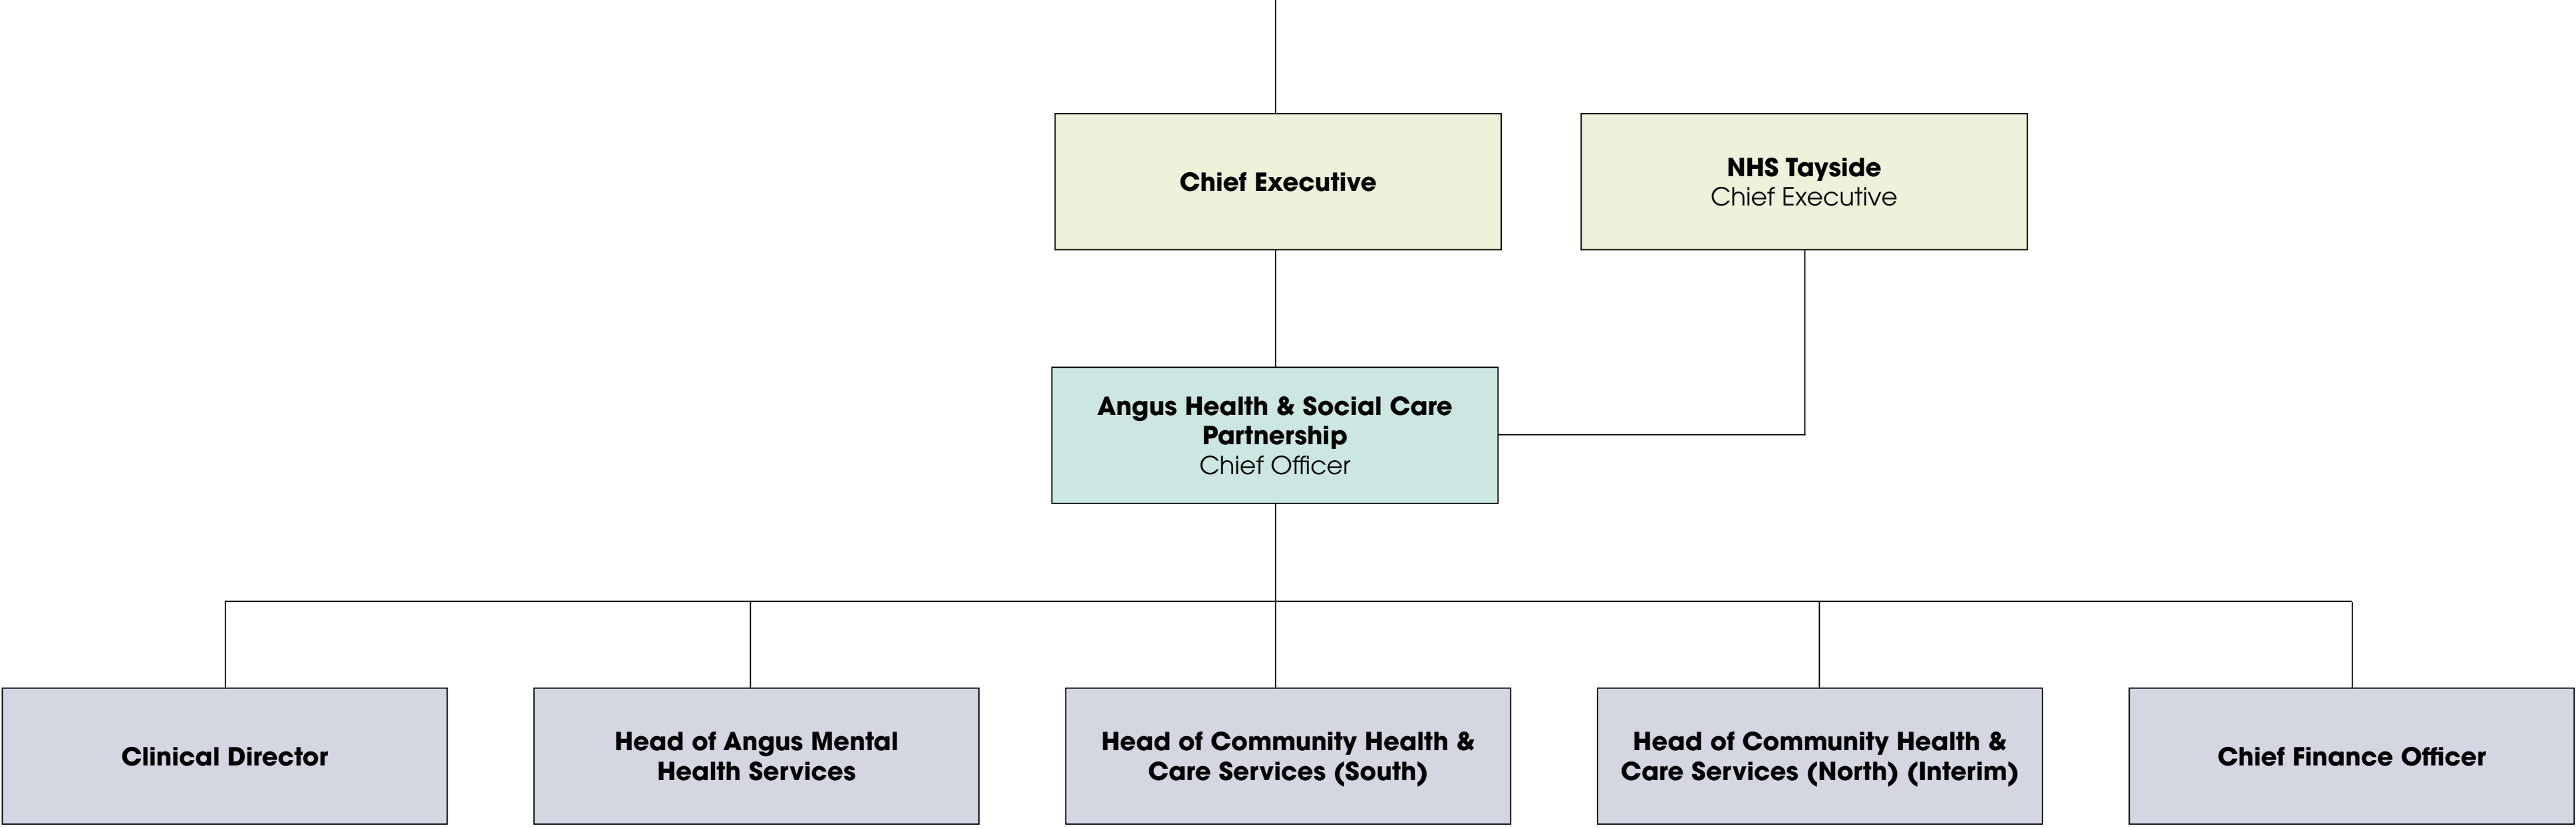 Chief Executive
NHS Tayside
Chief Executive
Angus Health & Social Care
Partnership
Chief Officer
Clinical Director
Head of Angus Mental
Health Services
Head of Community Health &
Care Services (South)
Head of Community Health &
Care Services (North) (Interim)
Chief Finance Officer